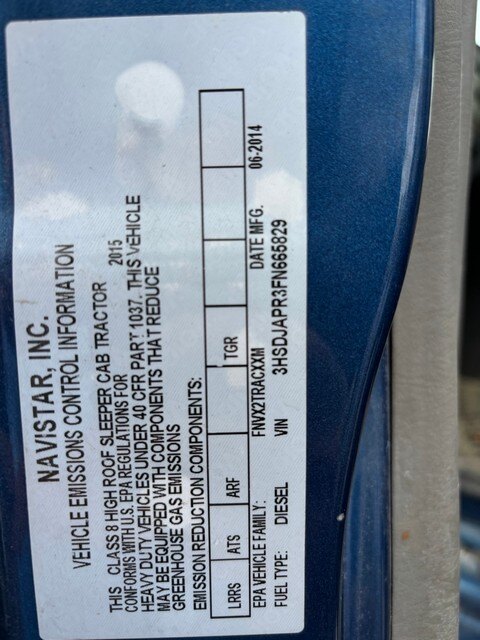 NAVISTAR, INC.
VEHICLE EMISSIONS CONTROL INFORMATION
THIS CLASS 8 HIGH ROOF SLEEPER CAB TRACTOR
CONFORMS WITH U.S. EPA REGULATIONS FOR 2015
HEAVY DUTY VEHICLES UNDER 40 CFR PART 1037. THIS VEHICLE
MAY BE EQUIPPED WITH COMPONENTS THAT REDUCE
GREENHOUSE GAS EMISSIONS
EMISSION REDUCTION COMPONENTS:
LRRS ATS ARF TGR
EPA VEHICLE FAMILY: FNVX2TRACXXM DATE MFG. 06-2014
FUEL TYPE: DIESEL VIN 3HSDJAPR3FN665829